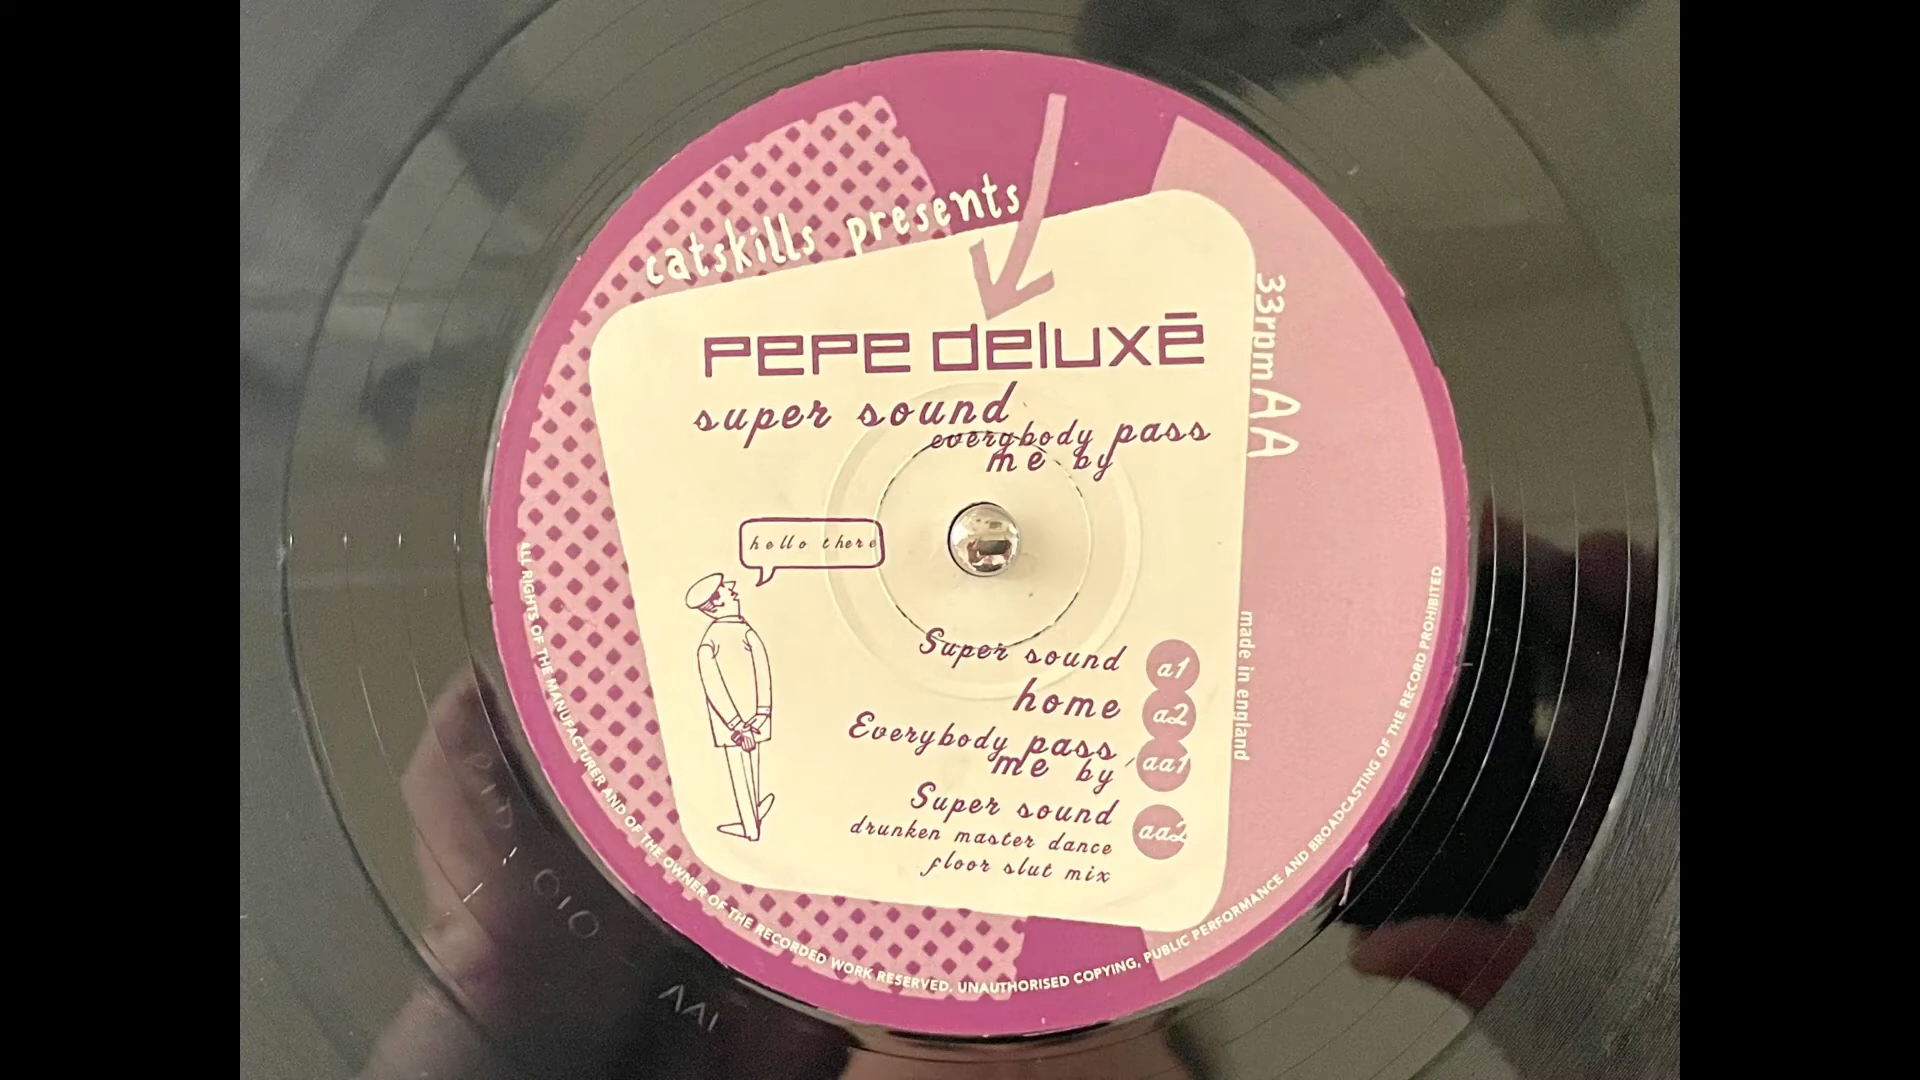 catskills presents
PEPE deluxē
super sound
everybody pass
me by
33rpm AA
hello there
Super sound a1
home a2
Everybody pass
me by aa1
Super sound aa2
drunken master dance
floor slut mix
made in england
ALL RIGHTS OF THE MANUFACTURER AND OF THE OWNER OF THE RECORDED WORK RESERVED. UNAUTHORISED COPYING, PUBLIC PERFORMANCE AND BROADCASTING OF THE RECORD PROHIBITED
010
AA1